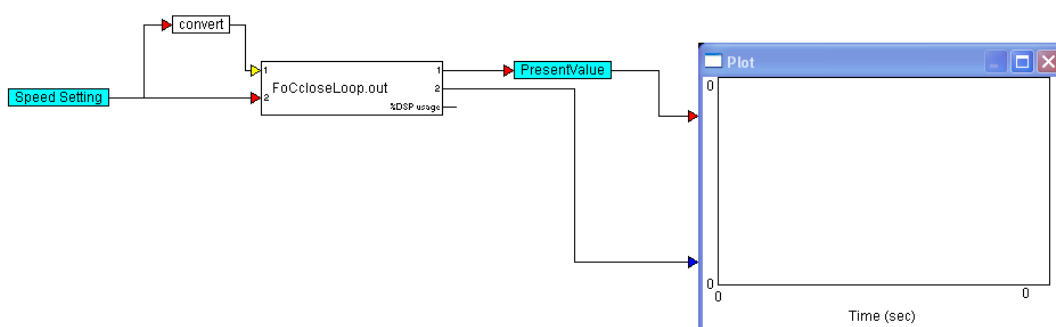 convert
Speed Setting
1
2
FoCcloseLoop.out
1
2
%DSP usage
PresentValue
Plot
0
0
0
0
Time (sec)